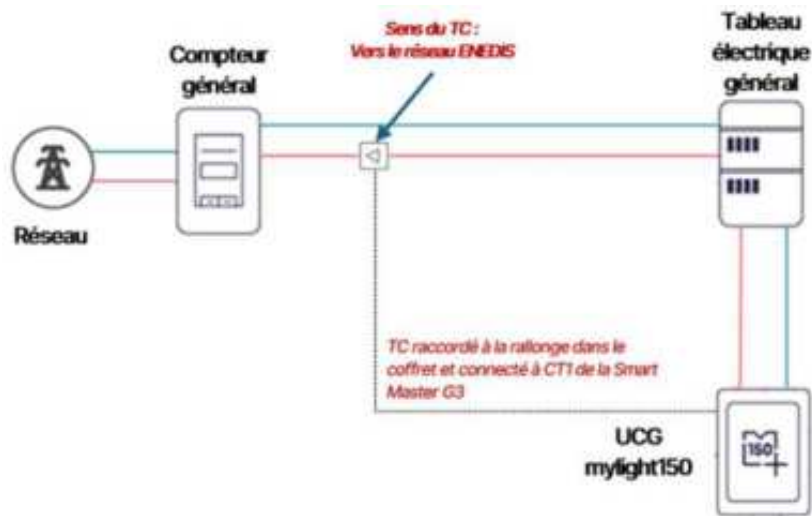 Sens du TC :
Vers le réseau ENEDIS
Compteur
général
Tableau
électrique
général
Réseau
TC raccordé à la rallonge dans le
coffret et connecté à CT1 de la Smart
Master G3
UCG
mylight150
150